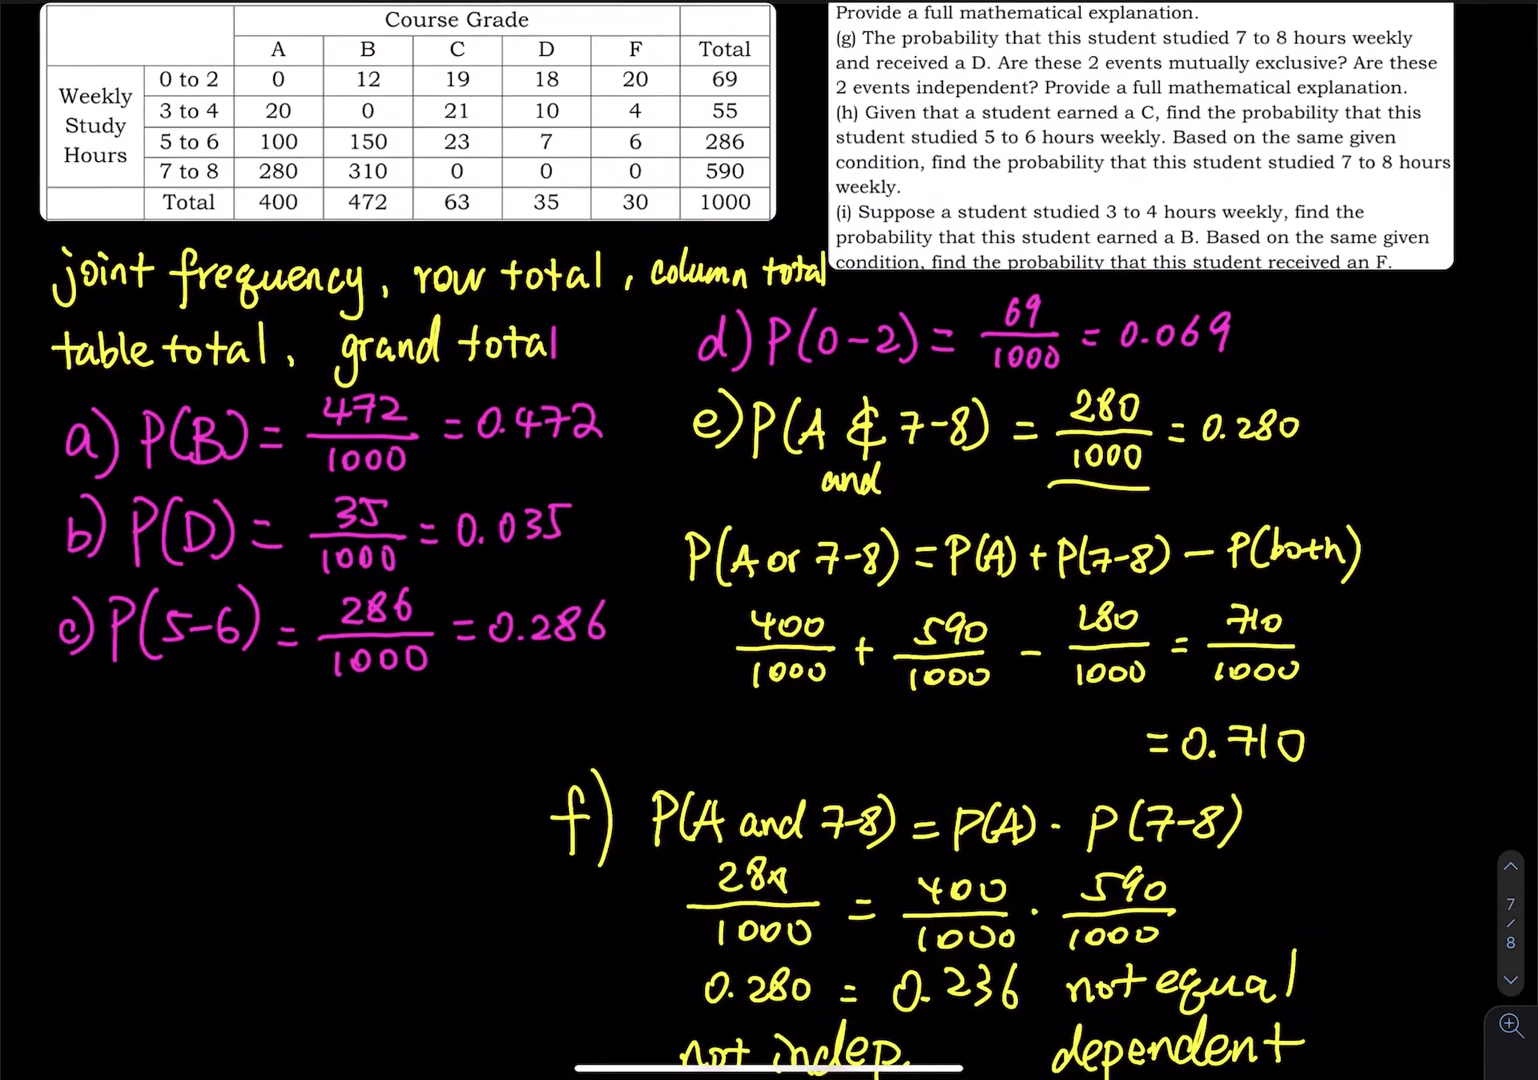 Course Grade
A B C D F Total
Weekly Study Hours
0 to 2 0 12 19 18 20 69
3 to 4 20 0 21 10 4 55
5 to 6 100 150 23 7 6 286
7 to 8 280 310 0 0 0 590
Total 400 472 63 35 30 1000
Provide a full mathematical explanation.
(g) The probability that this student studied 7 to 8 hours weekly
and received a D. Are these 2 events mutually exclusive? Are these
2 events independent? Provide a full mathematical explanation.
(h) Given that a student earned a C, find the probability that this
student studied 5 to 6 hours weekly. Based on the same given
condition, find the probability that this student studied 7 to 8 hours
weekly.
(i) Suppose a student studied 3 to 4 hours weekly, find the
probability that this student earned a B. Based on the same given
condition, find the probability that this student received an F.
joint frequency, row total, column total
table total, grand total
a) P(B) = 472/1000 = 0.472
b) P(D) = 35/1000 = 0.035
c) P(5-6) = 286/1000 = 0.286
d) P(0-2) = 69/1000 = 0.069
e) P(A & 7-8) = 280/1000 = 0.280
and
P(A or 7-8) = P(A) + P(7-8) - P(both)
400/1000 + 590/1000 - 280/1000 = 710/1000
= 0.710
f) P(A and 7-8) = P(A) · P(7-8)
280/1000 = 400/1000 · 590/1000
0.280 = 0.236 not equal
not indep. dependent
7
/
8